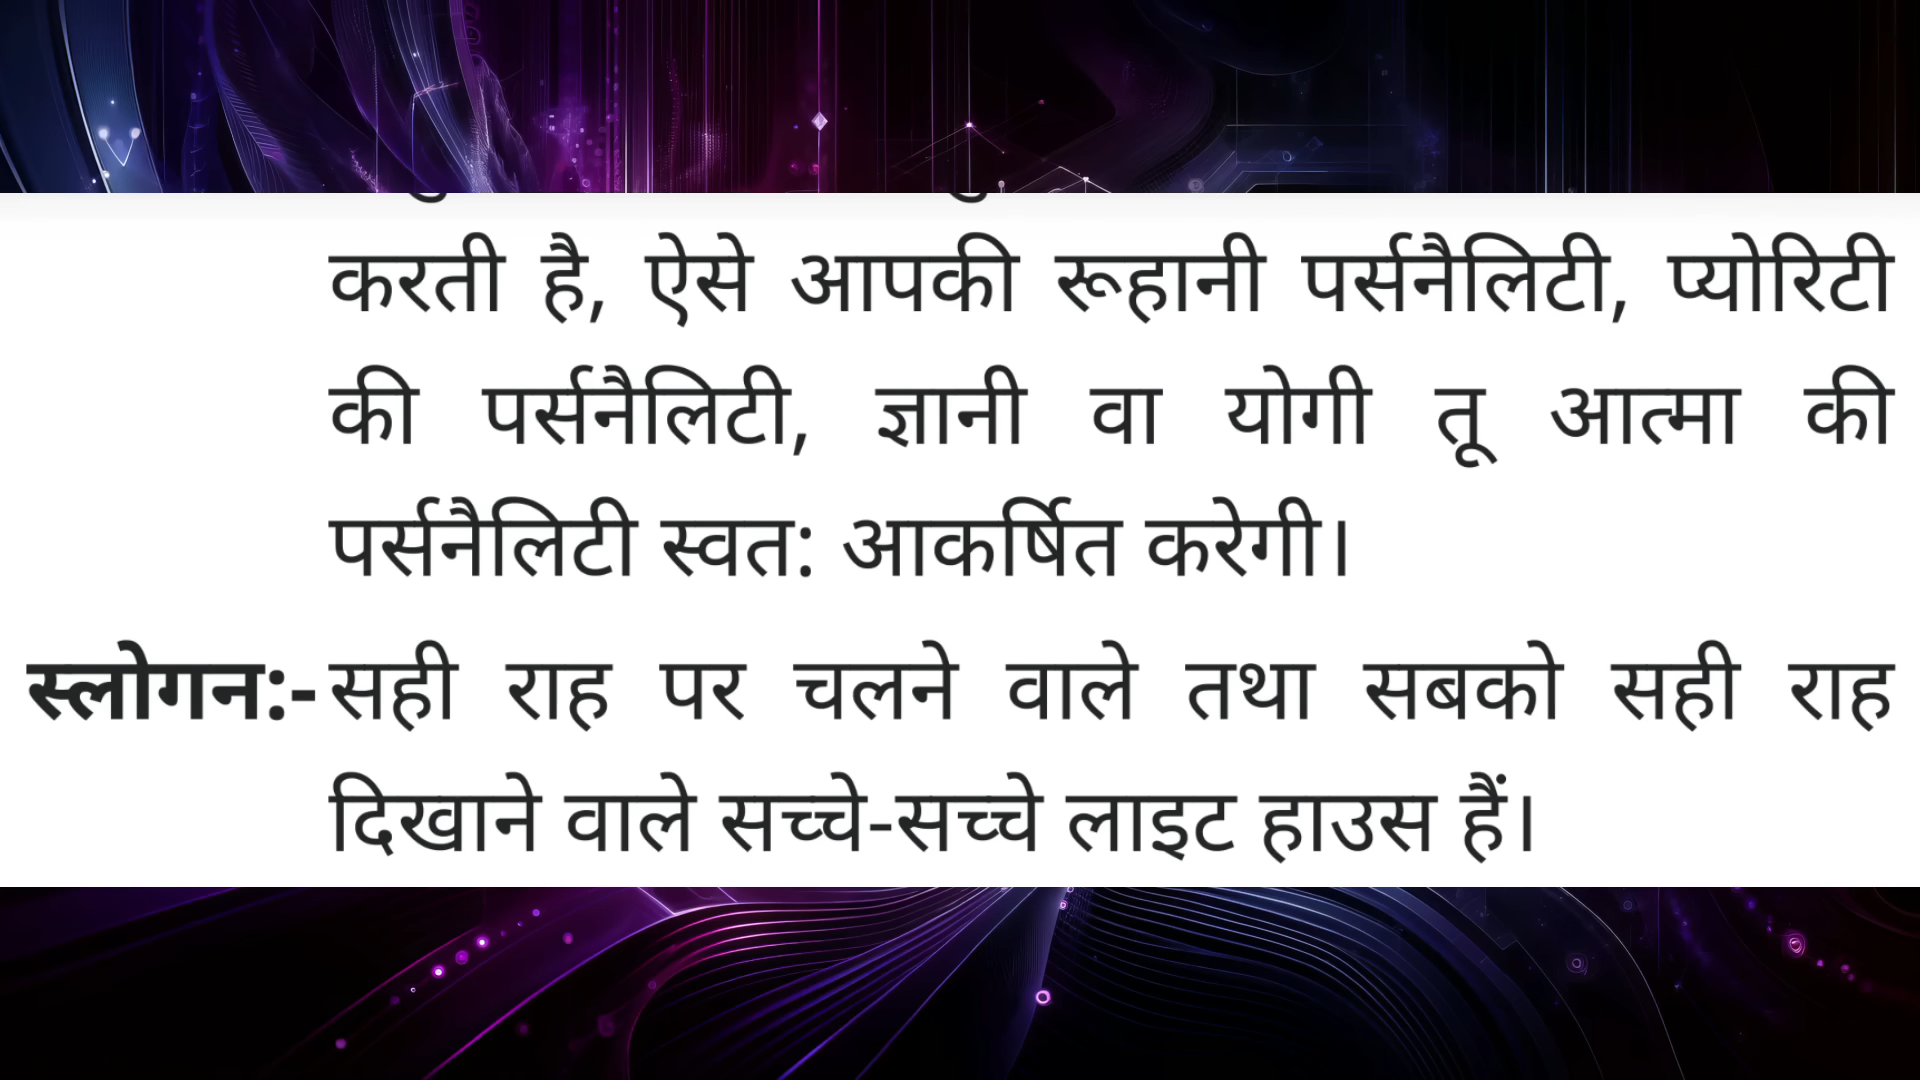 करती है, ऐसे आपकी रूहानी पर्सनैलिटी, प्योरिटी
की पर्सनैलिटी, ज्ञानी वा योगी तू आत्मा की
पर्सनैलिटी स्वत: आकर्षित करेगी।
स्लोगन:- सही राह पर चलने वाले तथा सबको सही राह
दिखाने वाले सच्चे-सच्चे लाइट हाउस हैं।